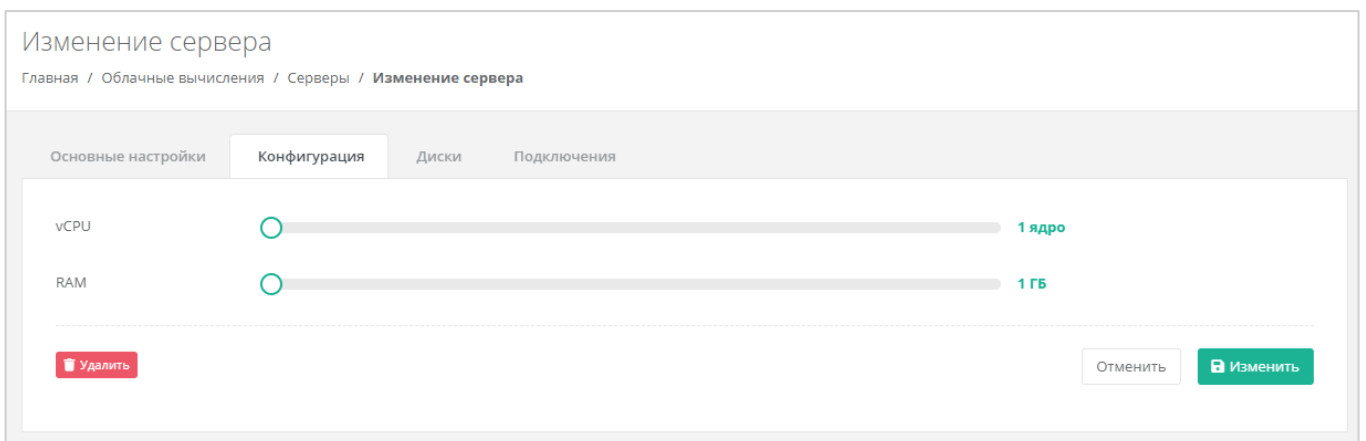 Изменение сервера
Главная / Облачные вычисления / Серверы / Изменение сервера
Основные настройки Конфигурация Диски Подключения
vCPU 1 ядро
RAM 1 ГБ
Удалить Отменить Изменить